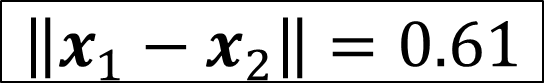 ‖𝒙₁ − 𝒙₂‖ = 0.61